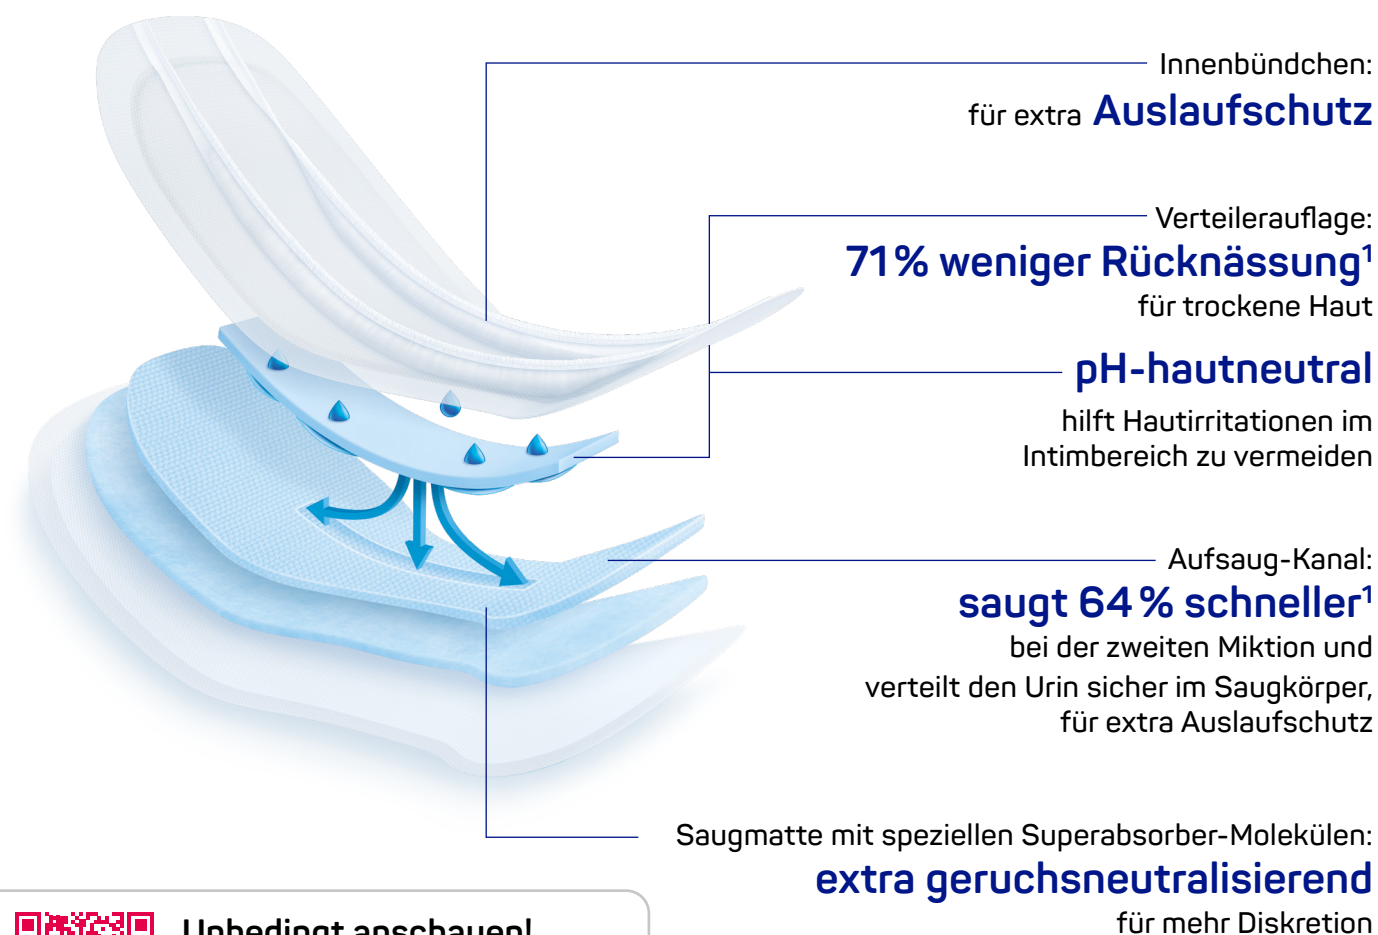 Innenbündchen:
für extra Auslaufschutz
Verteilerauflage:
71% weniger Rücknässung¹
für trockene Haut
pH-hautneutral
hilft Hautirritationen im
Intimbereich zu vermeiden
Aufsaug-Kanal:
saugt 64% schneller¹
bei der zweiten Miktion und
verteilt den Urin sicher im Saugkörper,
für extra Auslaufschutz
Saugmatte mit speziellen Superabsorber-Molekülen:
extra geruchsneutralisierend
für mehr Diskretion
Unbedingt anschauen!